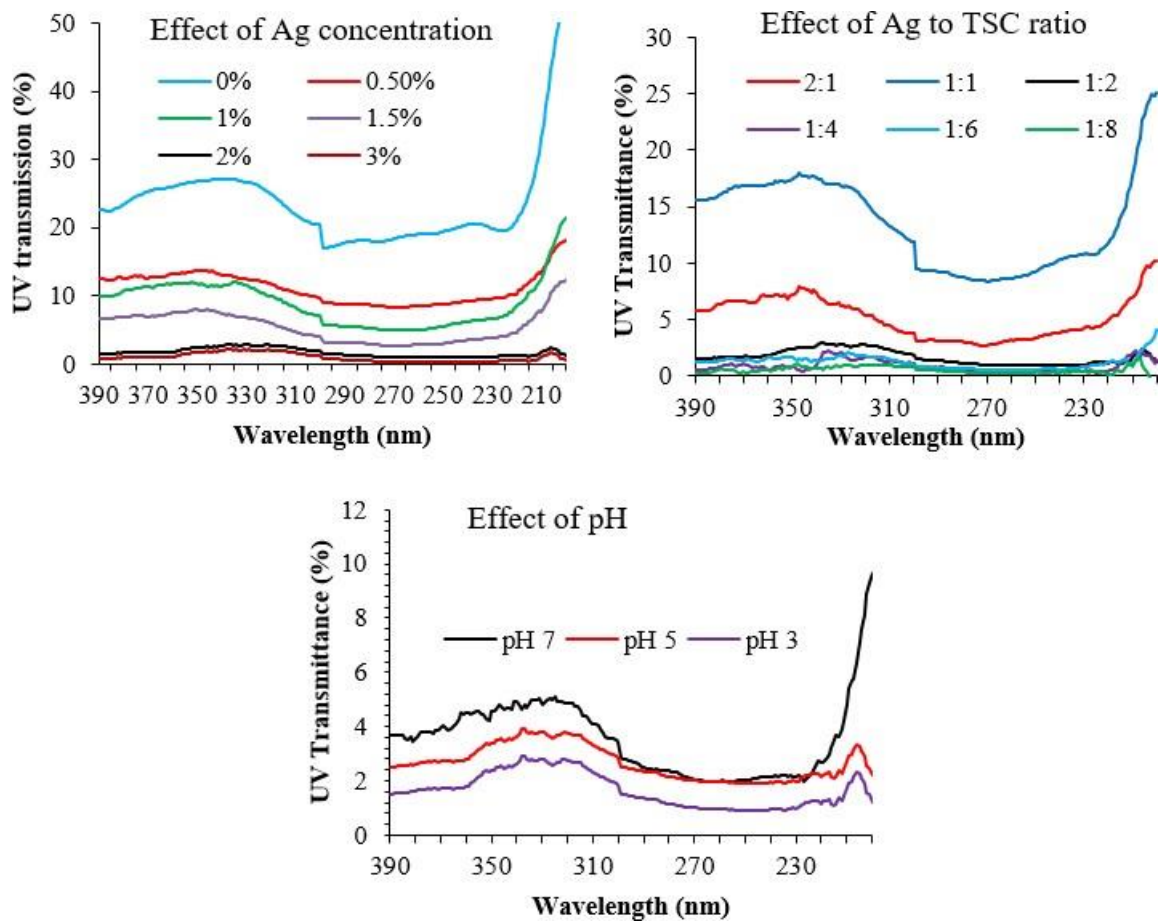 Effect of Ag concentration
0% 0.50%
1% 1.5%
2% 3%
50
40
30
20
10
0
UV transmission (%)
390 370 350 330 310 290 270 250 230 210
Wavelength (nm)
Effect of Ag to TSC ratio
2:1 1:1 1:2
1:4 1:6 1:8
30
25
20
15
10
5
0
UV Transmittance (%)
390 350 310 270 230
Wavelength (nm)
Effect of pH
pH 7 pH 5 pH 3
12
10
8
6
4
2
0
UV Transmittance (%)
390 350 310 270 230
Wavelength (nm)